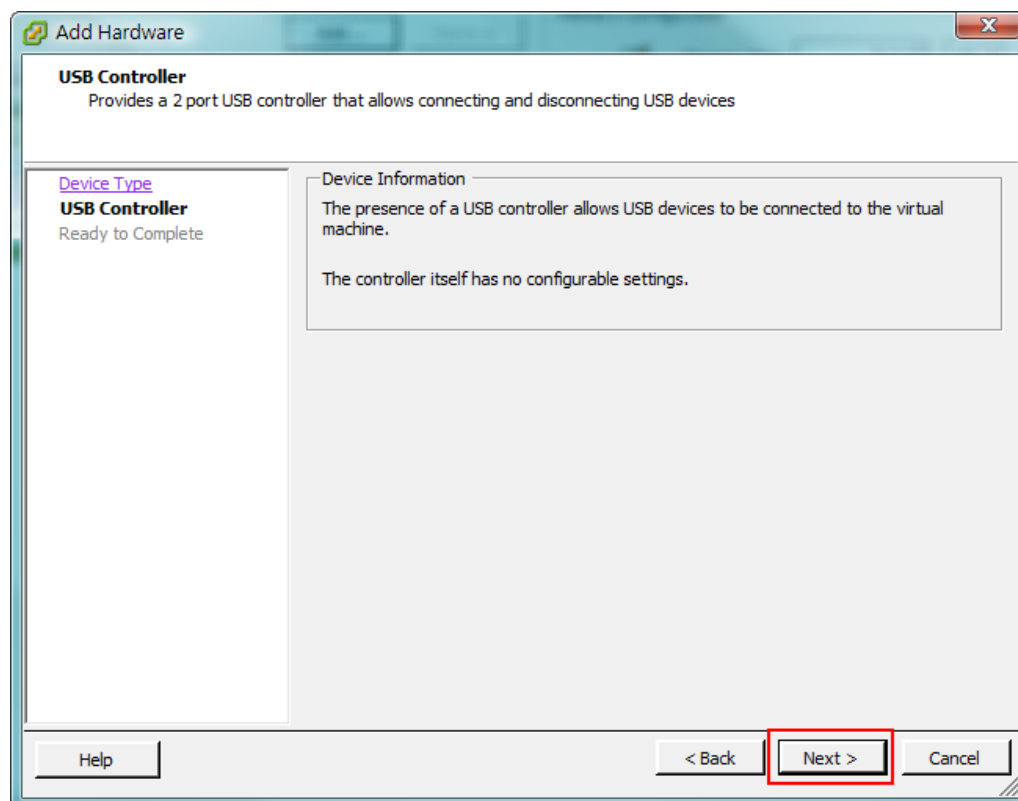 Add Hardware
X
USB Controller
Provides a 2 port USB controller that allows connecting and disconnecting USB devices
Device Type
USB Controller
Ready to Complete
Device Information
The presence of a USB controller allows USB devices to be connected to the virtual
machine.
The controller itself has no configurable settings.
Help
< Back
Next >
Cancel